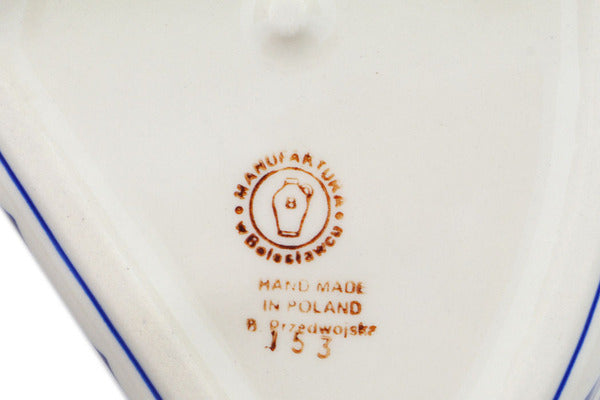 MANUFAKTURA
w Bolesławcu
B
HAND MADE
IN POLAND
B. Przedwojska
153